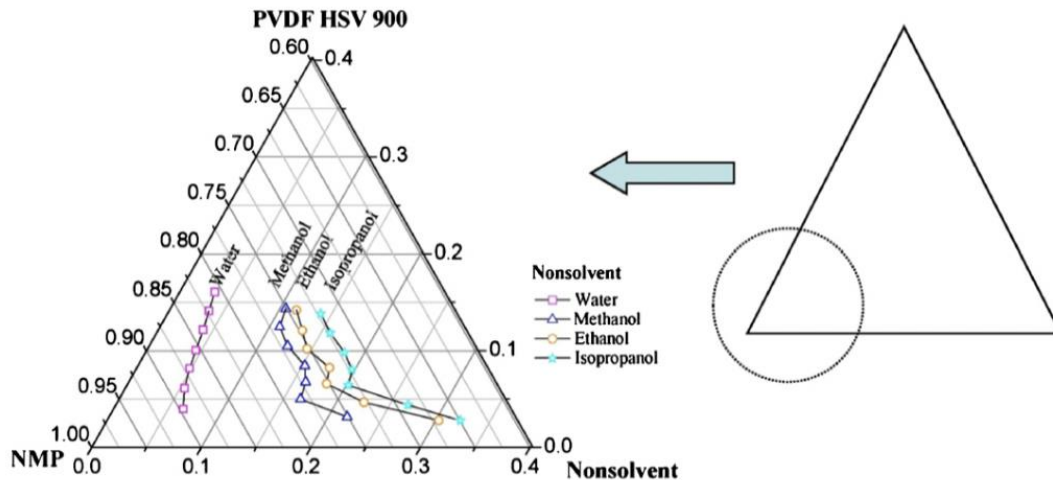 PVDF HSV 900
0.60
0.4
0.65
0.70
0.3
0.75
0.80
0.2
Water
Methanol
Ethanol
Isopropanol
0.85
Nonsolvent
Water
Methanol
Ethanol
Isopropanol
0.90
0.1
0.95
1.00
0.0
NMP
0.0
0.1
0.2
0.3
0.4
Nonsolvent